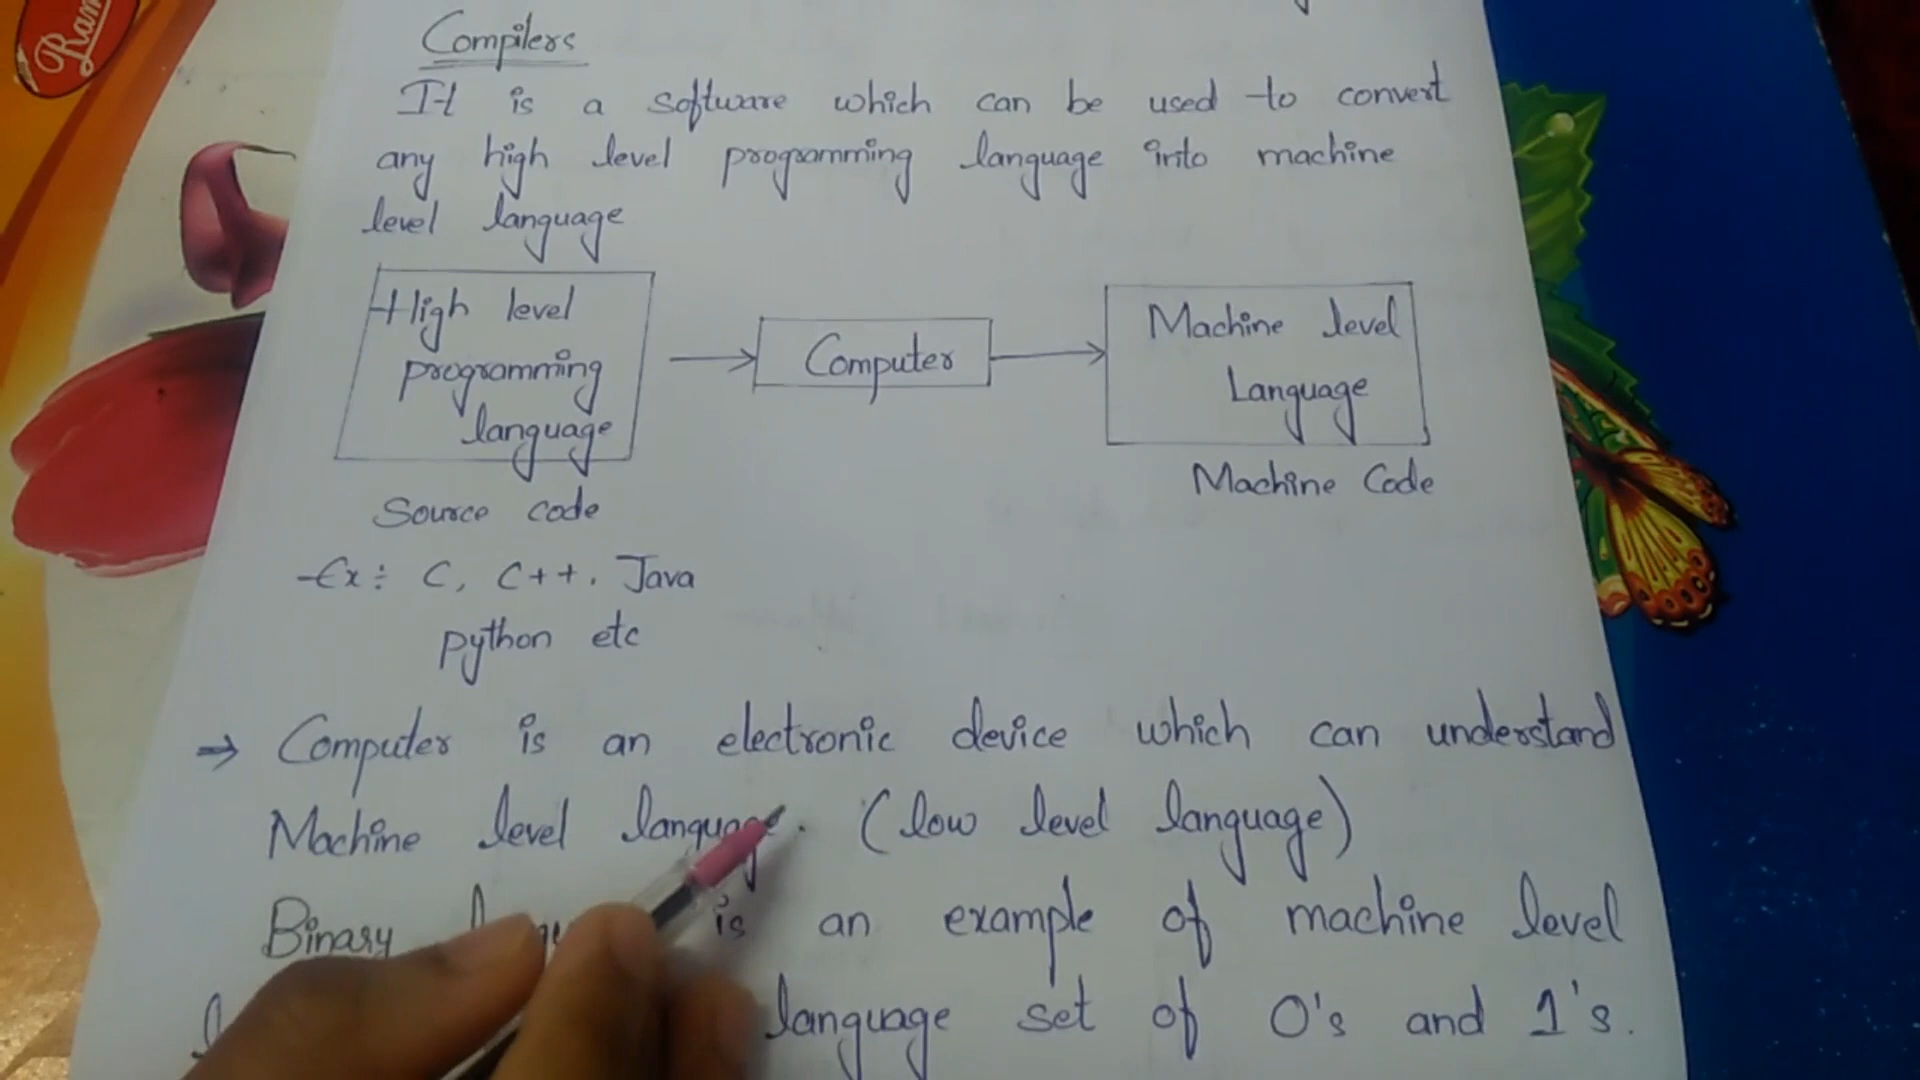 Ram
Compilers
It is a software which can be used to convert
any high level programming language into machine
level language
High level
programming
language
Computer
Machine level
Language
Source code
Machine Code
Ex: C, C++, Java
python etc
⇒ Computer is an electronic device which can understand
Machine level language. (low level language)
Binary is an example of machine level
language set of 0's and 1's.